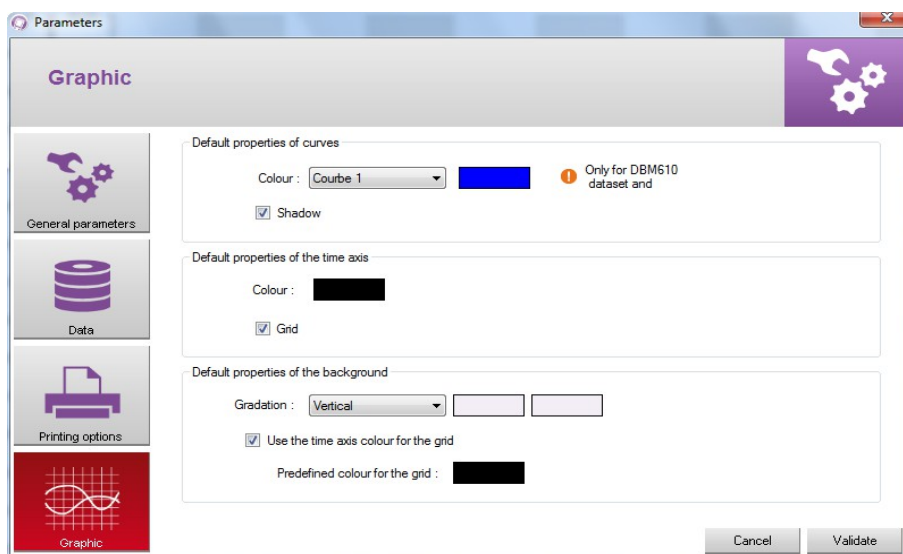 Parameters
Graphic
General parameters
Data
Printing options
Graphic
Default properties of curves
Colour : Courbe 1
Only for DBM610
dataset and
Shadow
Default properties of the time axis
Colour :
Grid
Default properties of the background
Gradation : Vertical
Use the time axis colour for the grid
Predefined colour for the grid :
Cancel Validate